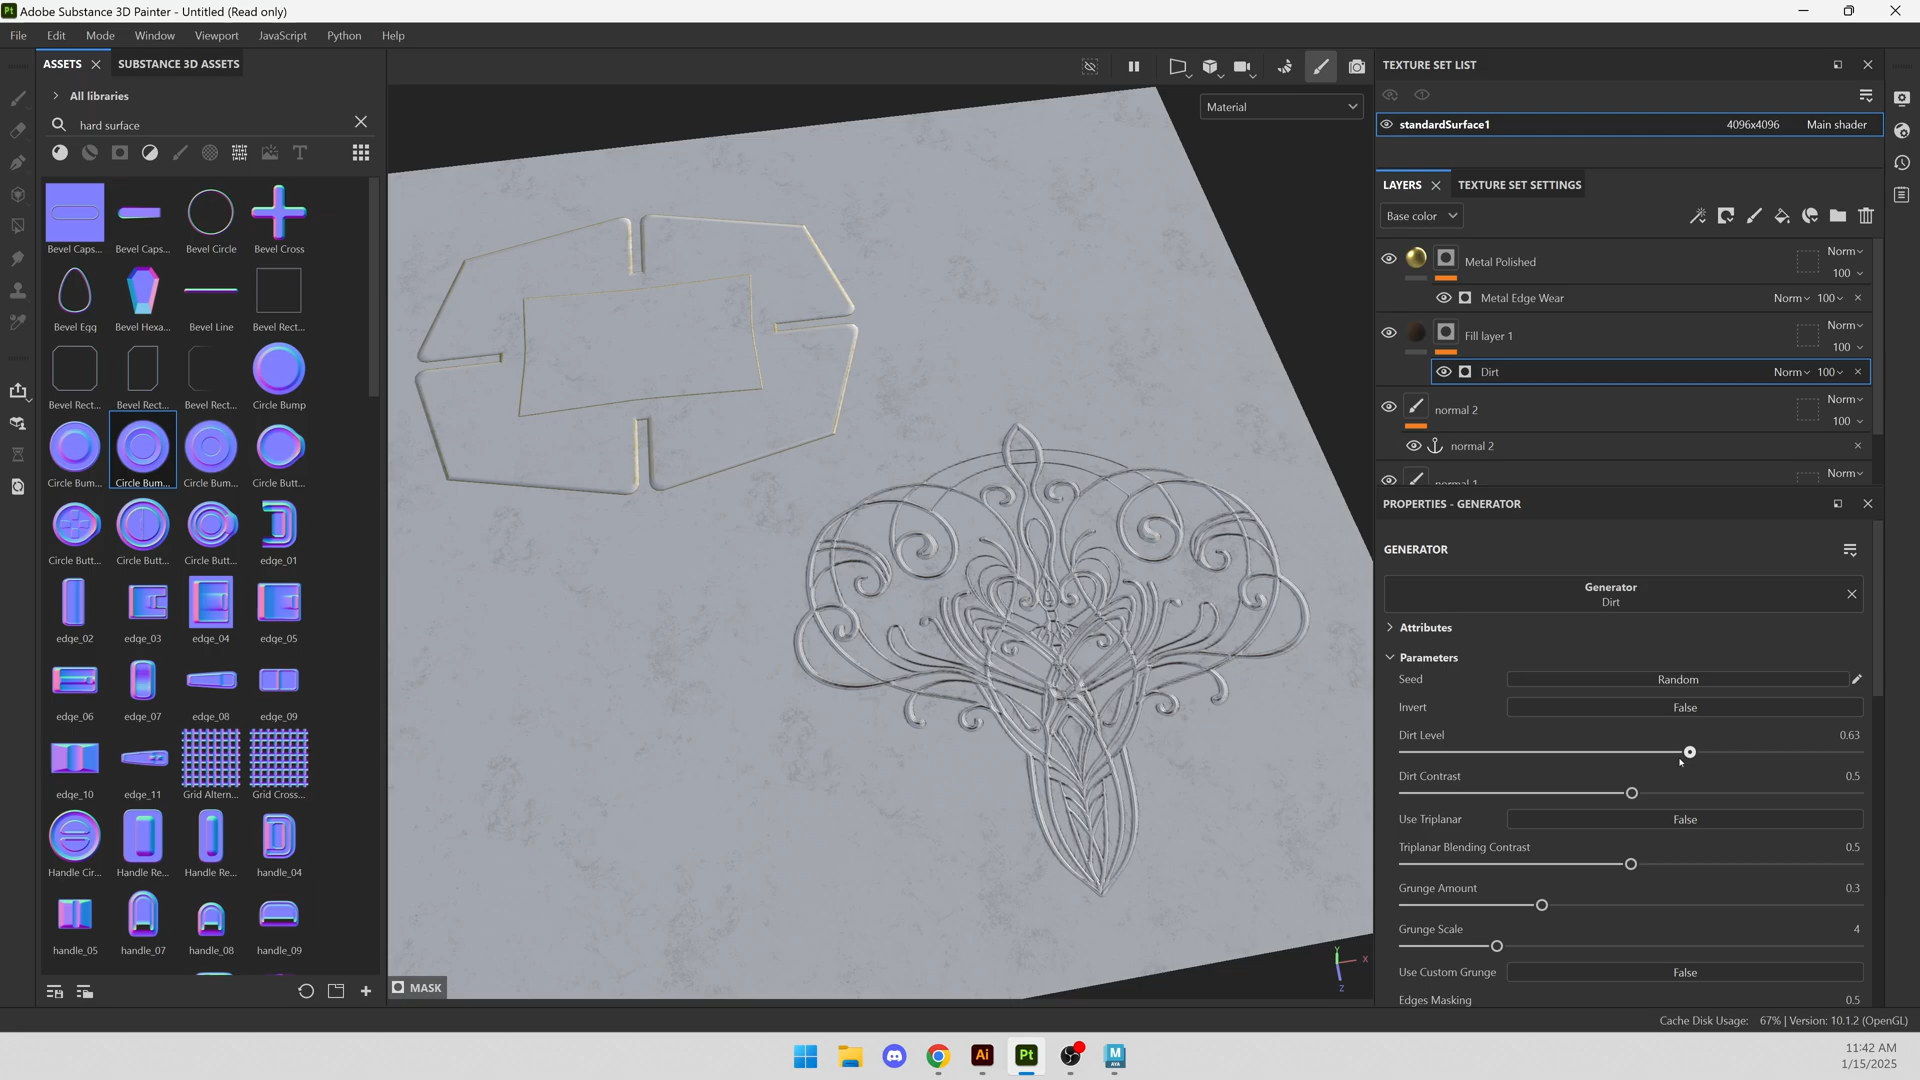 Pt Adobe Substance 3D Painter - Untitled (Read only)
File Edit Mode Window Viewport JavaScript Python Help
ASSETS SUBSTANCE 3D ASSETS
All libraries
hard surface
Bevel Caps... Bevel Caps... Bevel Circle Bevel Cross
Bevel Egg Bevel Hexa... Bevel Line Bevel Rect...
Bevel Rect... Bevel Rect... Bevel Rect... Circle Bump
Circle Bum... Circle Bum... Circle Bum... Circle Butt...
Circle Butt... Circle Butt... Circle Butt... edge_01
edge_02 edge_03 edge_04 edge_05
edge_06 edge_07 edge_08 edge_09
edge_10 edge_11 Grid Altern... Grid Cross...
Handle Cir... Handle Re... Handle Re... handle_04
handle_05 handle_07 handle_08 handle_09
Material
MASK
Y
X
Z
TEXTURE SET LIST
standardSurface1 4096x4096 Main shader
LAYERS TEXTURE SET SETTINGS
Base color
Metal Polished Norm 100
Metal Edge Wear Norm 100
Fill layer 1 Norm 100
Dirt Norm 100
normal 2 Norm 100
normal 2
normal 1 Norm
PROPERTIES - GENERATOR
GENERATOR
Generator
Dirt
Attributes
Parameters
Seed Random
Invert False
Dirt Level 0.63
Dirt Contrast 0.5
Use Triplanar False
Triplanar Blending Contrast 0.5
Grunge Amount 0.3
Grunge Scale 4
Use Custom Grunge False
Edges Masking 0.5
Cache Disk Usage: 67% | Version: 10.1.2 (OpenGL)
Ai Pt M
AYA
11:42 AM
1/15/2025